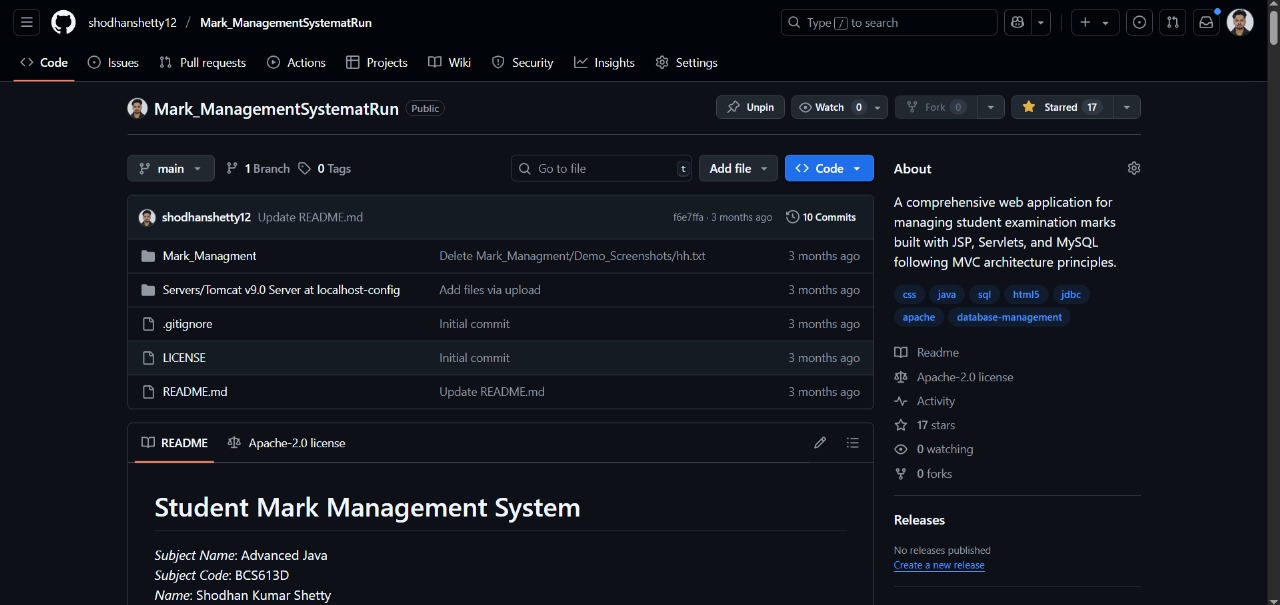 shodhanshetty12 / Mark_ManagementSystematRun
Type / to search
Code Issues Pull requests Actions Projects Wiki Security Insights Settings
Mark_ManagementSystematRun Public
Unpin Watch 0 Fork 0 Starred 17
main 1 Branch 0 Tags Go to file t Add file Code
shodhanshetty12 Update README.md f6e7ffa · 3 months ago 10 Commits
Mark_Managment Delete Mark_Managment/Demo_Screenshots/hh.txt 3 months ago
Servers/Tomcat v9.0 Server at localhost-config Add files via upload 3 months ago
.gitignore Initial commit 3 months ago
LICENSE Initial commit 3 months ago
README.md Update README.md 3 months ago
README Apache-2.0 license
Student Mark Management System
Subject Name: Advanced Java
Subject Code: BCS613D
Name: Shodhan Kumar Shetty
About
A comprehensive web application for
managing student examination marks
built with JSP, Servlets, and MySQL
following MVC architecture principles.
css java sql html5 jdbc
apache database-management
Readme
Apache-2.0 license
Activity
17 stars
0 watching
0 forks
Releases
No releases published
Create a new release